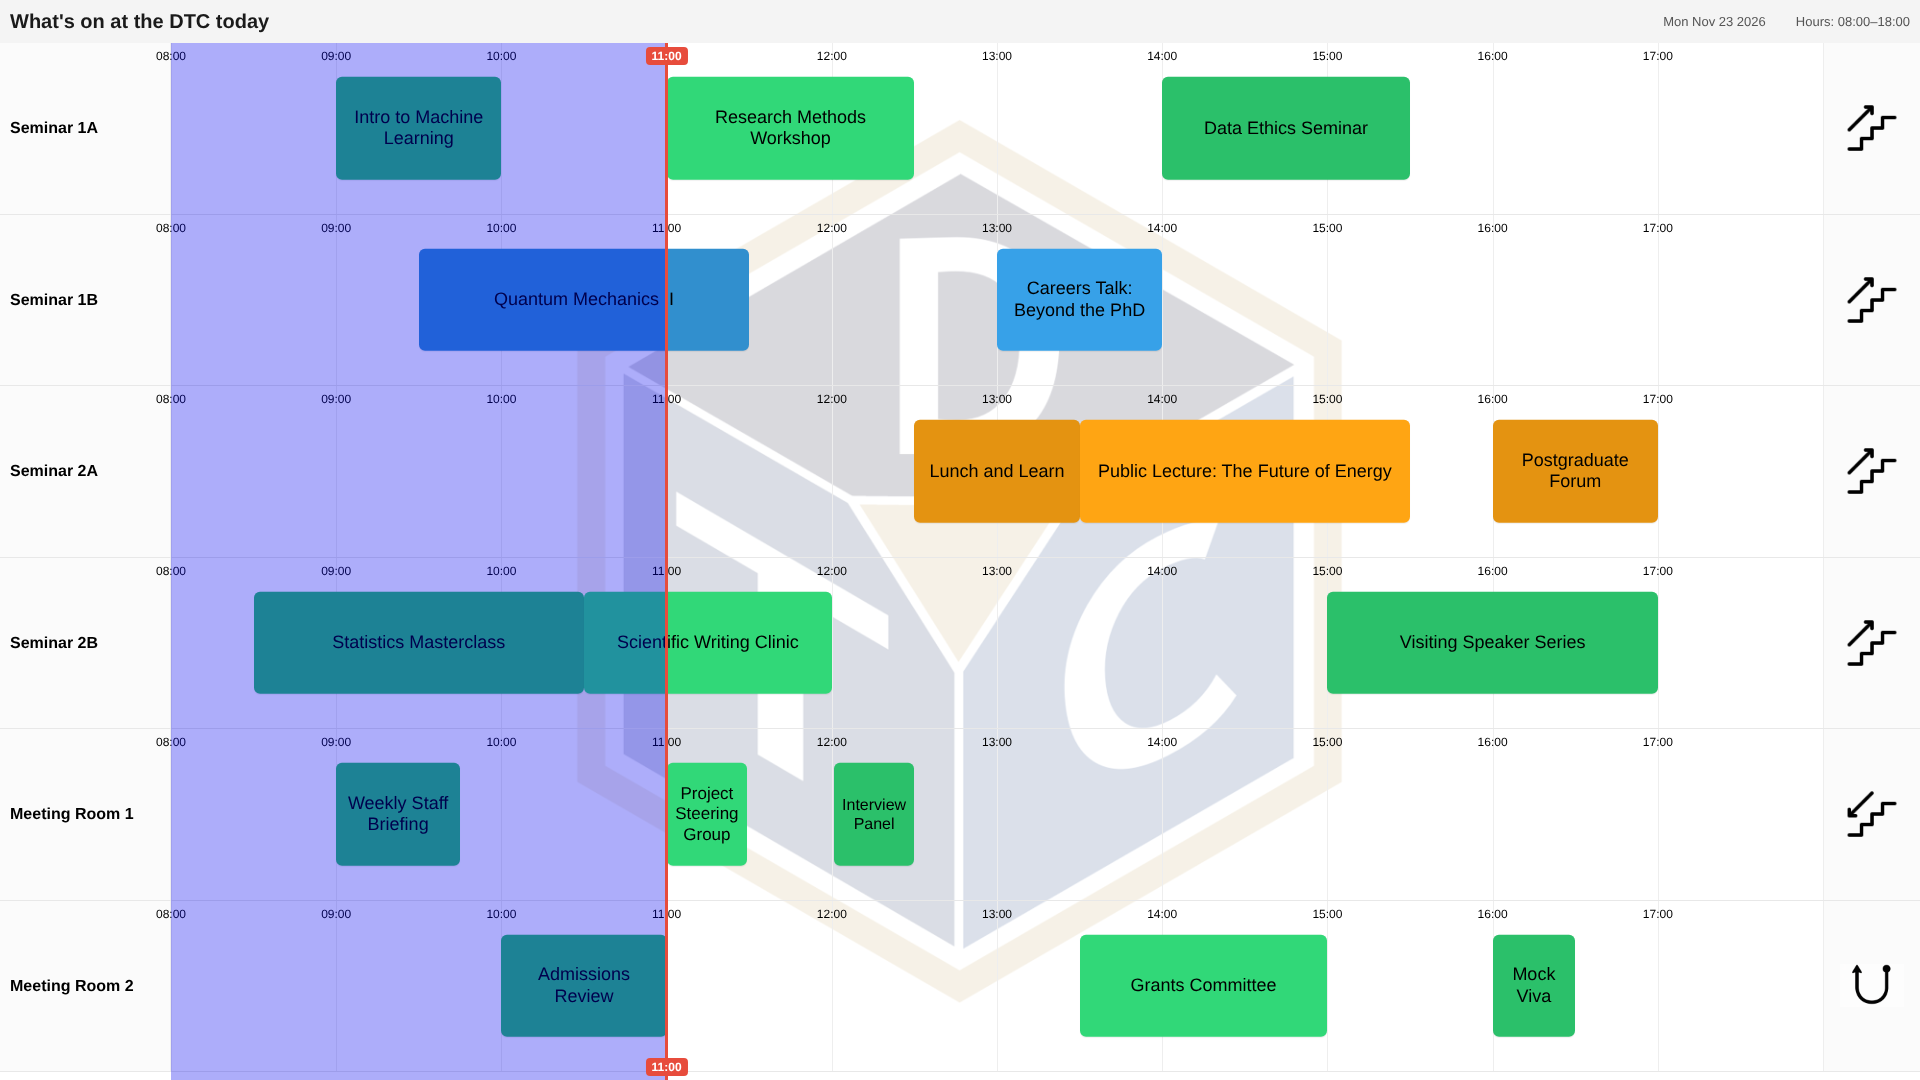 What's on at the DTC today
Mon Nov 23 2026 Hours: 08:00–18:00
08:00 09:00 10:00 11:00 12:00 13:00 14:00 15:00 16:00 17:00
Seminar 1A
Intro to Machine
Learning
Research Methods
Workshop
Data Ethics Seminar
08:00 09:00 10:00 11:00 12:00 13:00 14:00 15:00 16:00 17:00
Seminar 1B
Quantum Mechanics II
Careers Talk:
Beyond the PhD
08:00 09:00 10:00 11:00 12:00 13:00 14:00 15:00 16:00 17:00
Seminar 2A
Lunch and Learn
Public Lecture: The Future of Energy
Postgraduate
Forum
08:00 09:00 10:00 11:00 12:00 13:00 14:00 15:00 16:00 17:00
Seminar 2B
Statistics Masterclass
Scientific Writing Clinic
Visiting Speaker Series
08:00 09:00 10:00 11:00 12:00 13:00 14:00 15:00 16:00 17:00
Meeting Room 1
Weekly Staff
Briefing
Project
Steering
Group
Interview
Panel
08:00 09:00 10:00 11:00 12:00 13:00 14:00 15:00 16:00 17:00
Meeting Room 2
Admissions
Review
Grants Committee
Mock
Viva
11:00
D
T
C